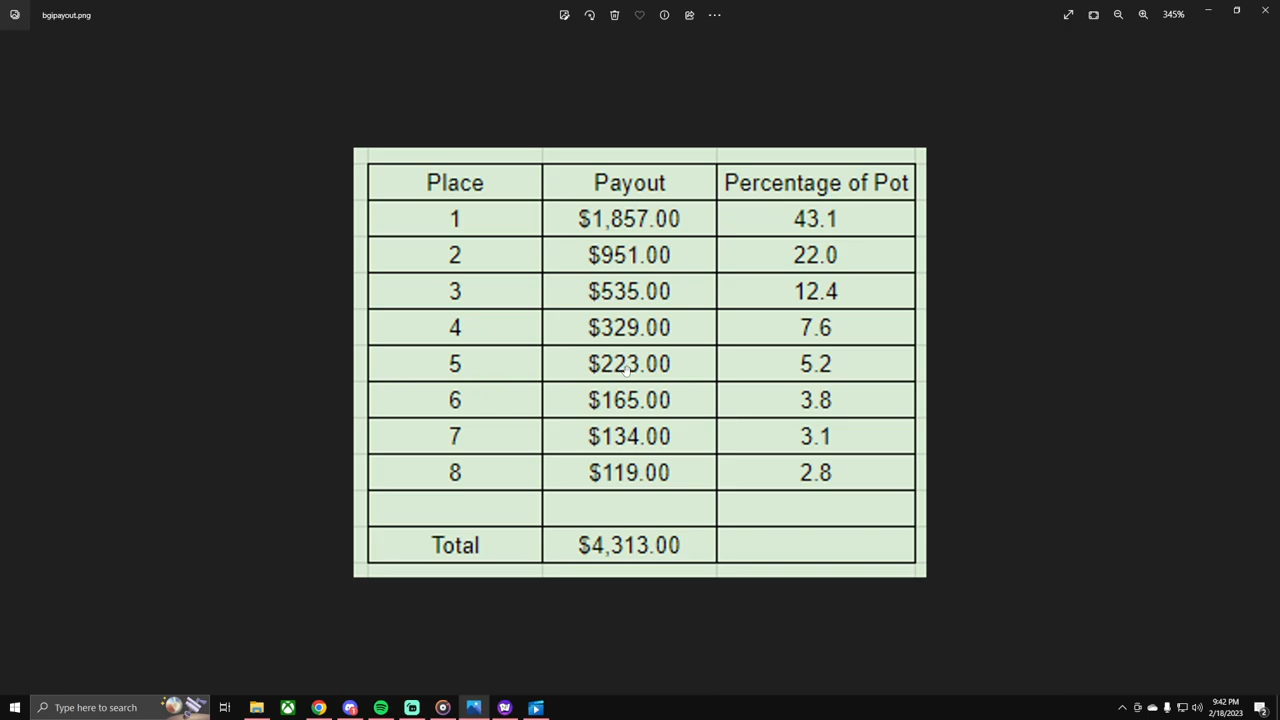 bgipayout.png
345%
Place Payout Percentage of Pot
1 $1,857.00 43.1
2 $951.00 22.0
3 $535.00 12.4
4 $329.00 7.6
5 $223.00 5.2
6 $165.00 3.8
7 $134.00 3.1
8 $119.00 2.8
Total $4,313.00
Type here to search
9:42 PM
2/18/2023
2